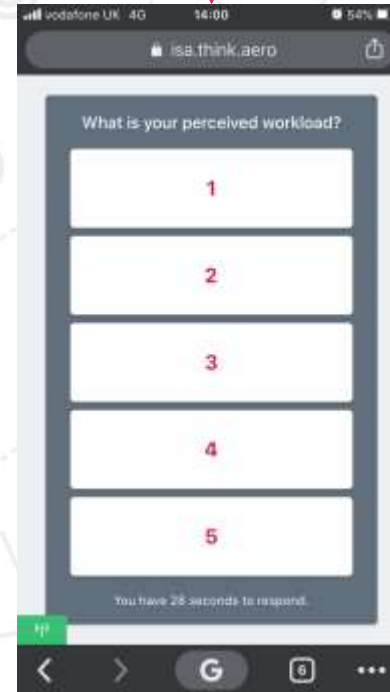 vodafone UK 4G 14:00 54%
isa.think.aero
What is your perceived workload?
1
2
3
4
5
You have 28 seconds to respond.
G 6